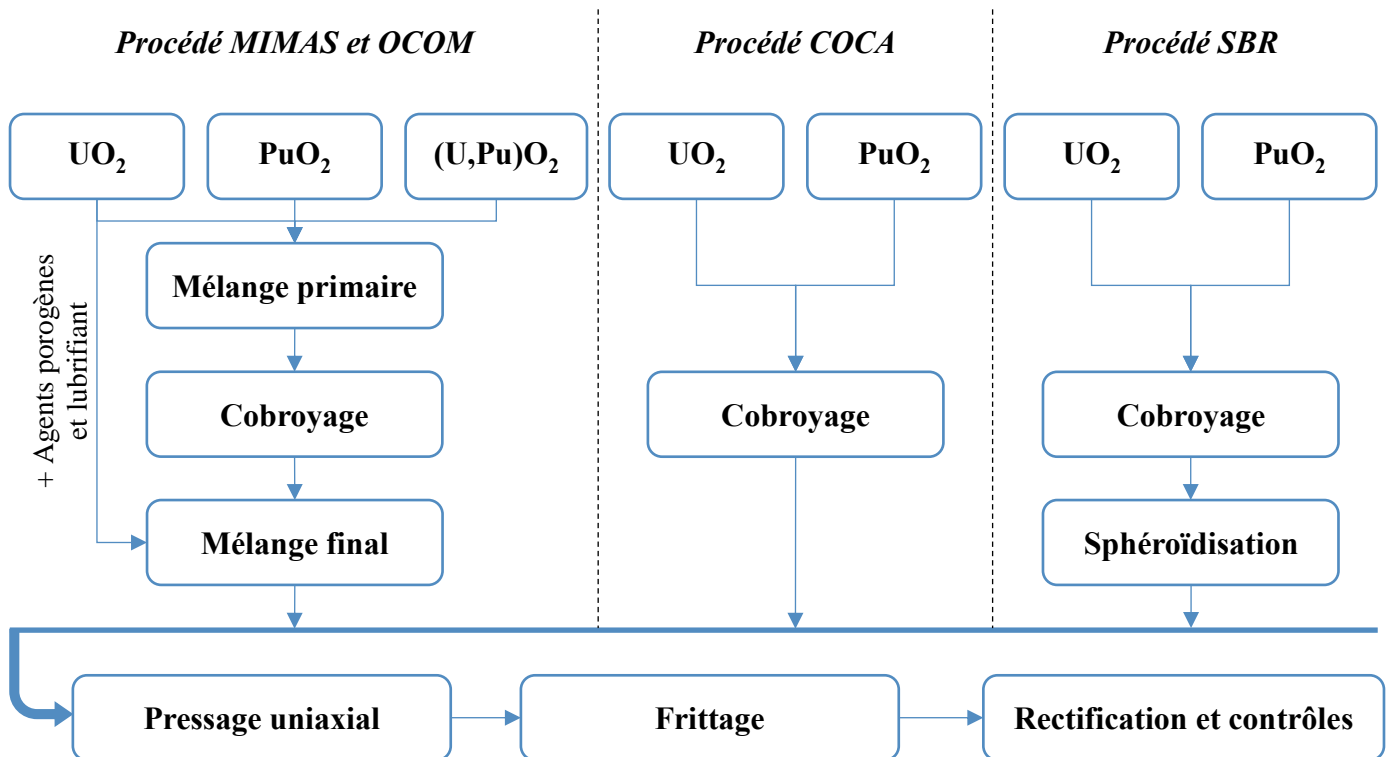 Procédé MIMAS et OCOM
Procédé COCA
Procédé SBR
UO₂
PuO₂
(U,Pu)O₂
UO₂
PuO₂
UO₂
PuO₂
+ Agents porogènes
et lubrifiant
Mélange primaire
Cobroyage
Mélange final
Cobroyage
Cobroyage
Sphéroïdisation
Pressage uniaxial
Frittage
Rectification et contrôles